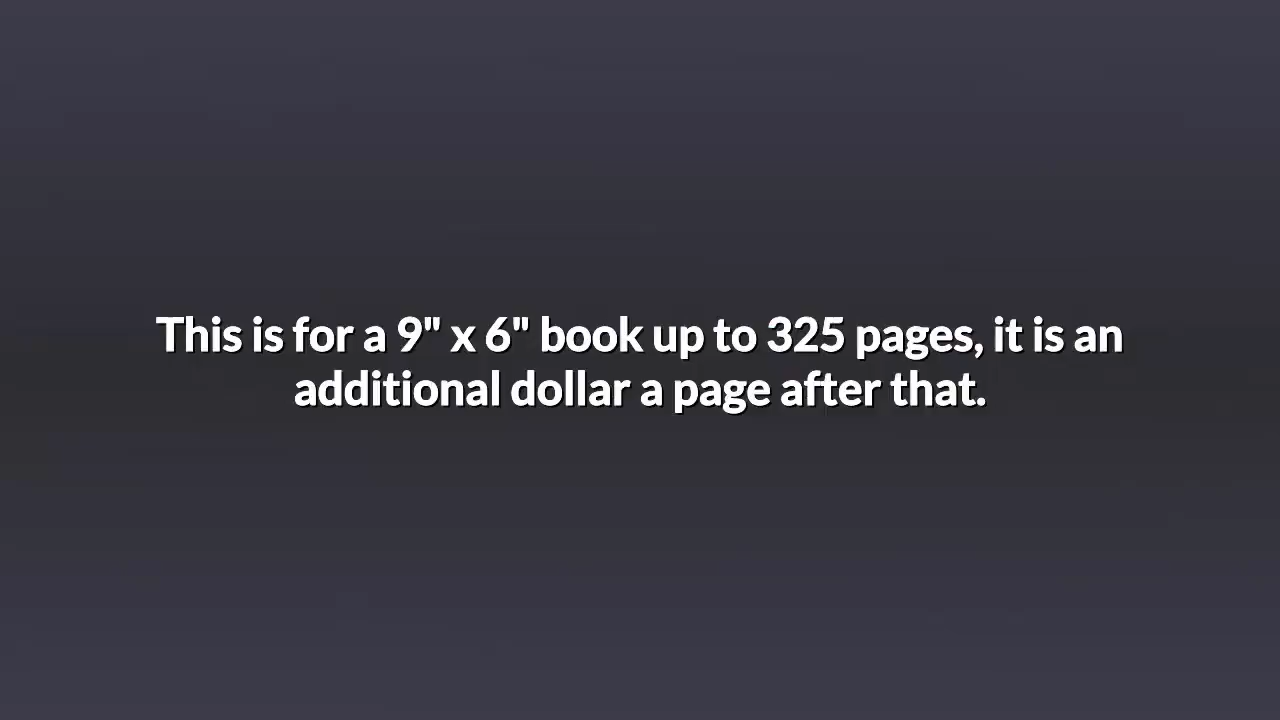 This is for a 9" x 6" book up to 325 pages, it is an
additional dollar a page after that.